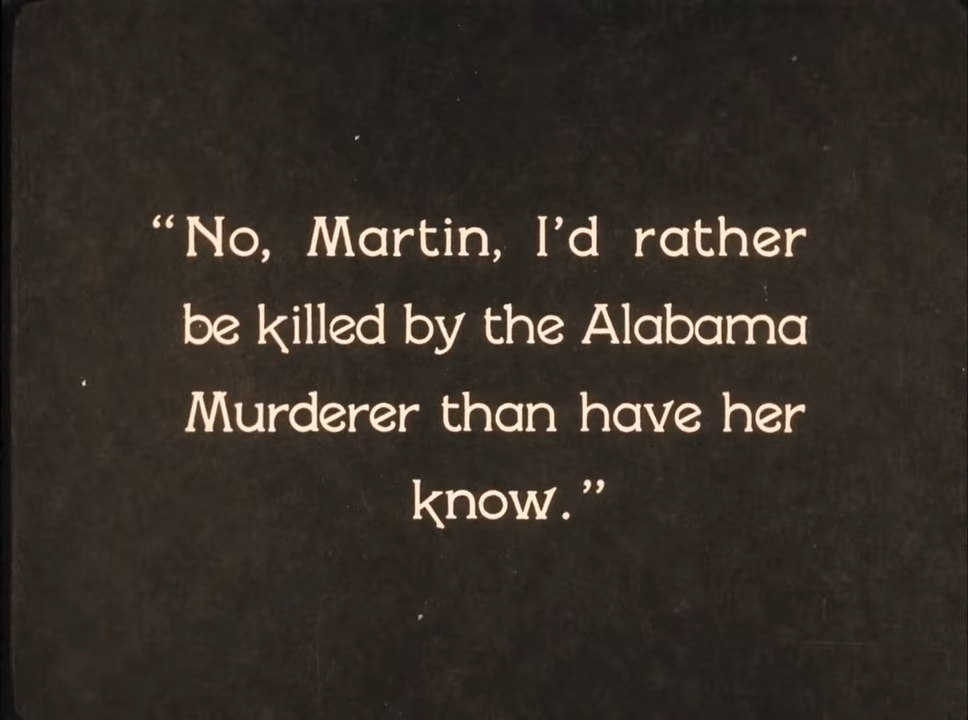 “No, Martin, I’d rather
be killed by the Alabama
Murderer than have her
know.”